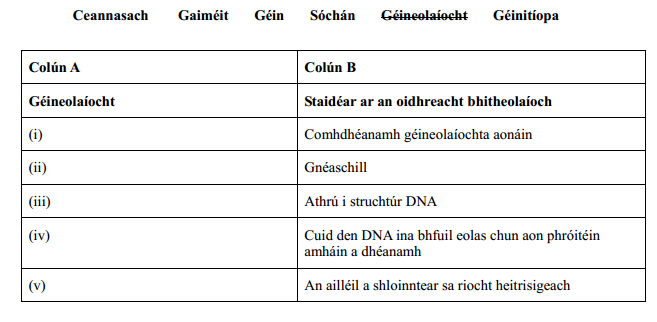 Ceannasach Gaiméit Géin Sóchán Géineolaíocht Géinitíopa
Colún A Colún B
Géineolaíocht Staidéar ar an oidhreacht bhitheolaíoch
(i) Comhdhéanamh géineolaíochta aonáin
(ii) Gnéaschill
(iii) Athrú i struchtúr DNA
(iv) Cuid den DNA ina bhfuil eolas chun aon phróitéin
amháin a dhéanamh
(v) An ailléil a shloinntear sa riocht heitrisigeach